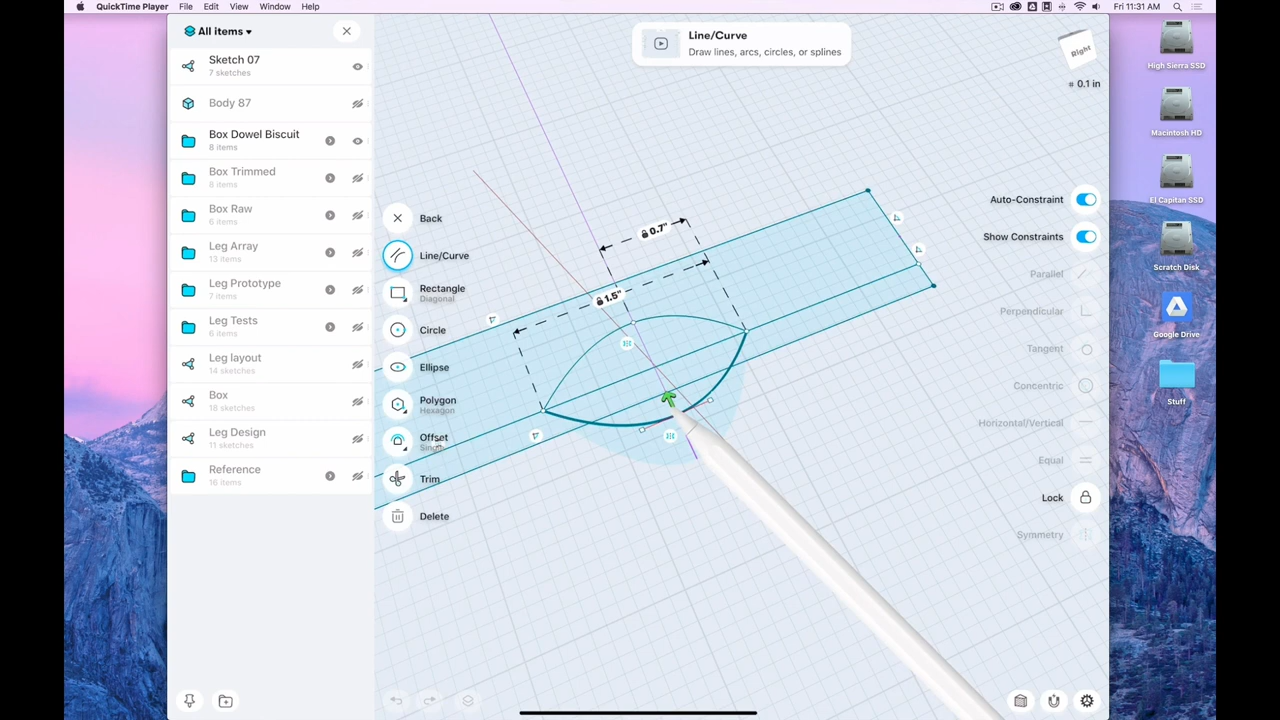 QuickTime Player File Edit View Window Help
Fri 11:31 AM
All items
Line/Curve
Draw lines, arcs, circles, or splines
Right
# 0.1 in
Sketch 07
7 sketches
Body 87
Box Dowel Biscuit
8 items
Box Trimmed
8 items
Box Raw
6 items
Leg Array
13 items
Leg Prototype
7 items
Leg Tests
6 items
Leg layout
14 sketches
Box
18 sketches
Leg Design
11 sketches
Reference
16 items
Back
Line/Curve
Rectangle
Diagonal
Circle
Ellipse
Polygon
Hexagon
Offset
Trim
Delete
0.7"
1.5"
Auto-Constraint
Show Constraints
Parallel
Perpendicular
Tangent
Concentric
Horizontal/Vertical
Equal
Lock
Symmetry
High Sierra SSD
Macintosh HD
El Capitan SSD
Scratch Disk
Google Drive
Stuff